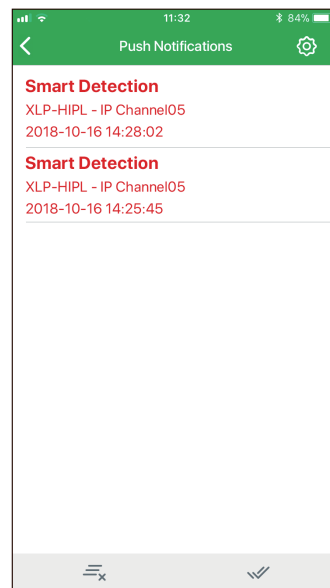 11:32
84%
Push Notifications
Smart Detection
XLP-HIPL - IP Channel05
2018-10-16 14:28:02
Smart Detection
XLP-HIPL - IP Channel05
2018-10-16 14:25:45